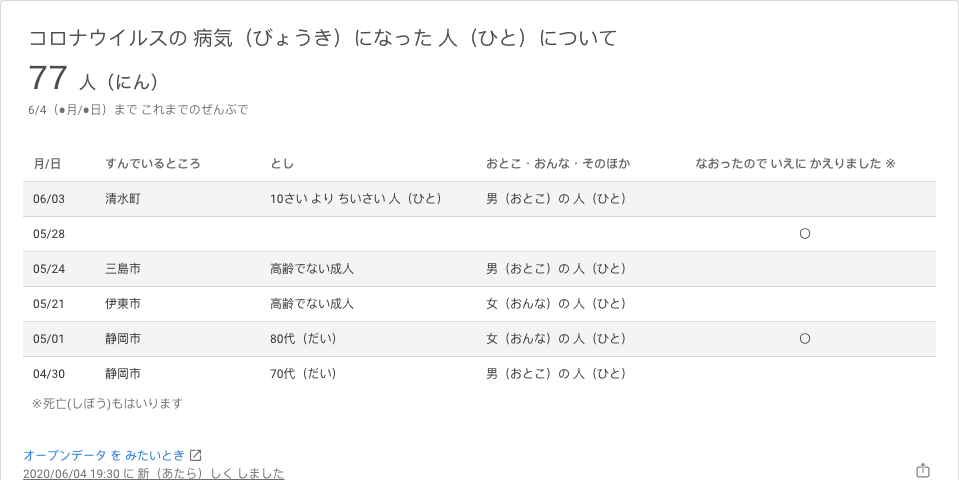 コロナウイルスの 病気（びょうき）になった 人（ひと）について
77 人（にん）
6/4（●月/●日）まで これまでのぜんぶで
月/日 すんでいるところ とし おとこ・おんな・そのほか なおったので いえに かえりました ※
06/03 清水町 10さい より ちいさい 人（ひと） 男（おとこ）の 人（ひと）
05/28 〇
05/24 三島市 高齢でない成人 男（おとこ）の 人（ひと）
05/21 伊東市 高齢でない成人 女（おんな）の 人（ひと）
05/01 静岡市 80代（だい） 女（おんな）の 人（ひと） 〇
04/30 静岡市 70代（だい） 男（おとこ）の 人（ひと）
※死亡(しぼう)もはいります
オープンデータ を みたいとき
2020/06/04 19:30 に 新（あたら）しく しました